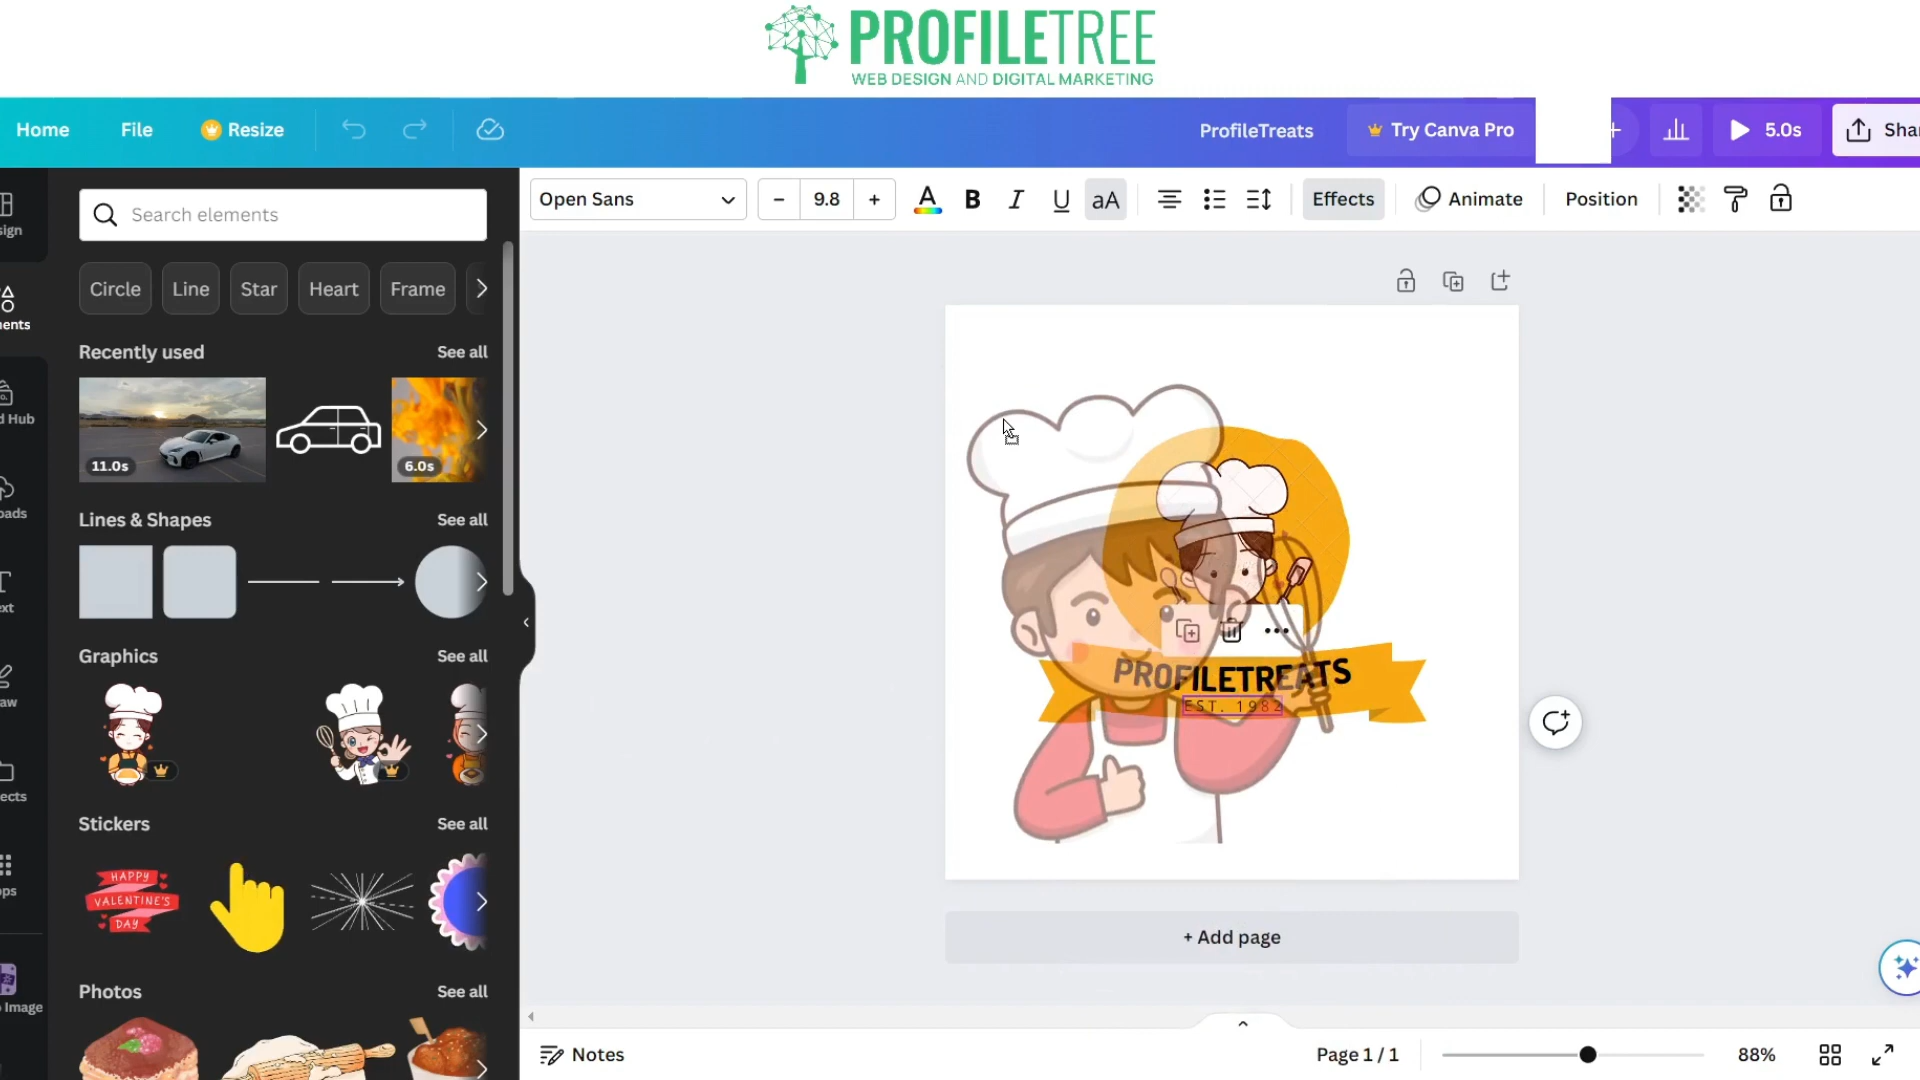 PROFILETREE
WEB DESIGN AND DIGITAL MARKETING
Home File Resize
ProfileTreats Try Canva Pro 5.0s Shar
Open Sans 9.8 A B I U aA Effects Animate Position
Search elements
sign
Circle Line Star Heart Frame
ments
Recently used See all
11.0s 6.0s
d Hub
Lines & Shapes See all
oads
ext
Graphics See all
aw
ects
Stickers See all
HAPPY
VALENTINE'S
DAY
ps
Photos See all
Image
PROFILETREATS
EST. 1982
+ Add page
Notes Page 1 / 1 88%